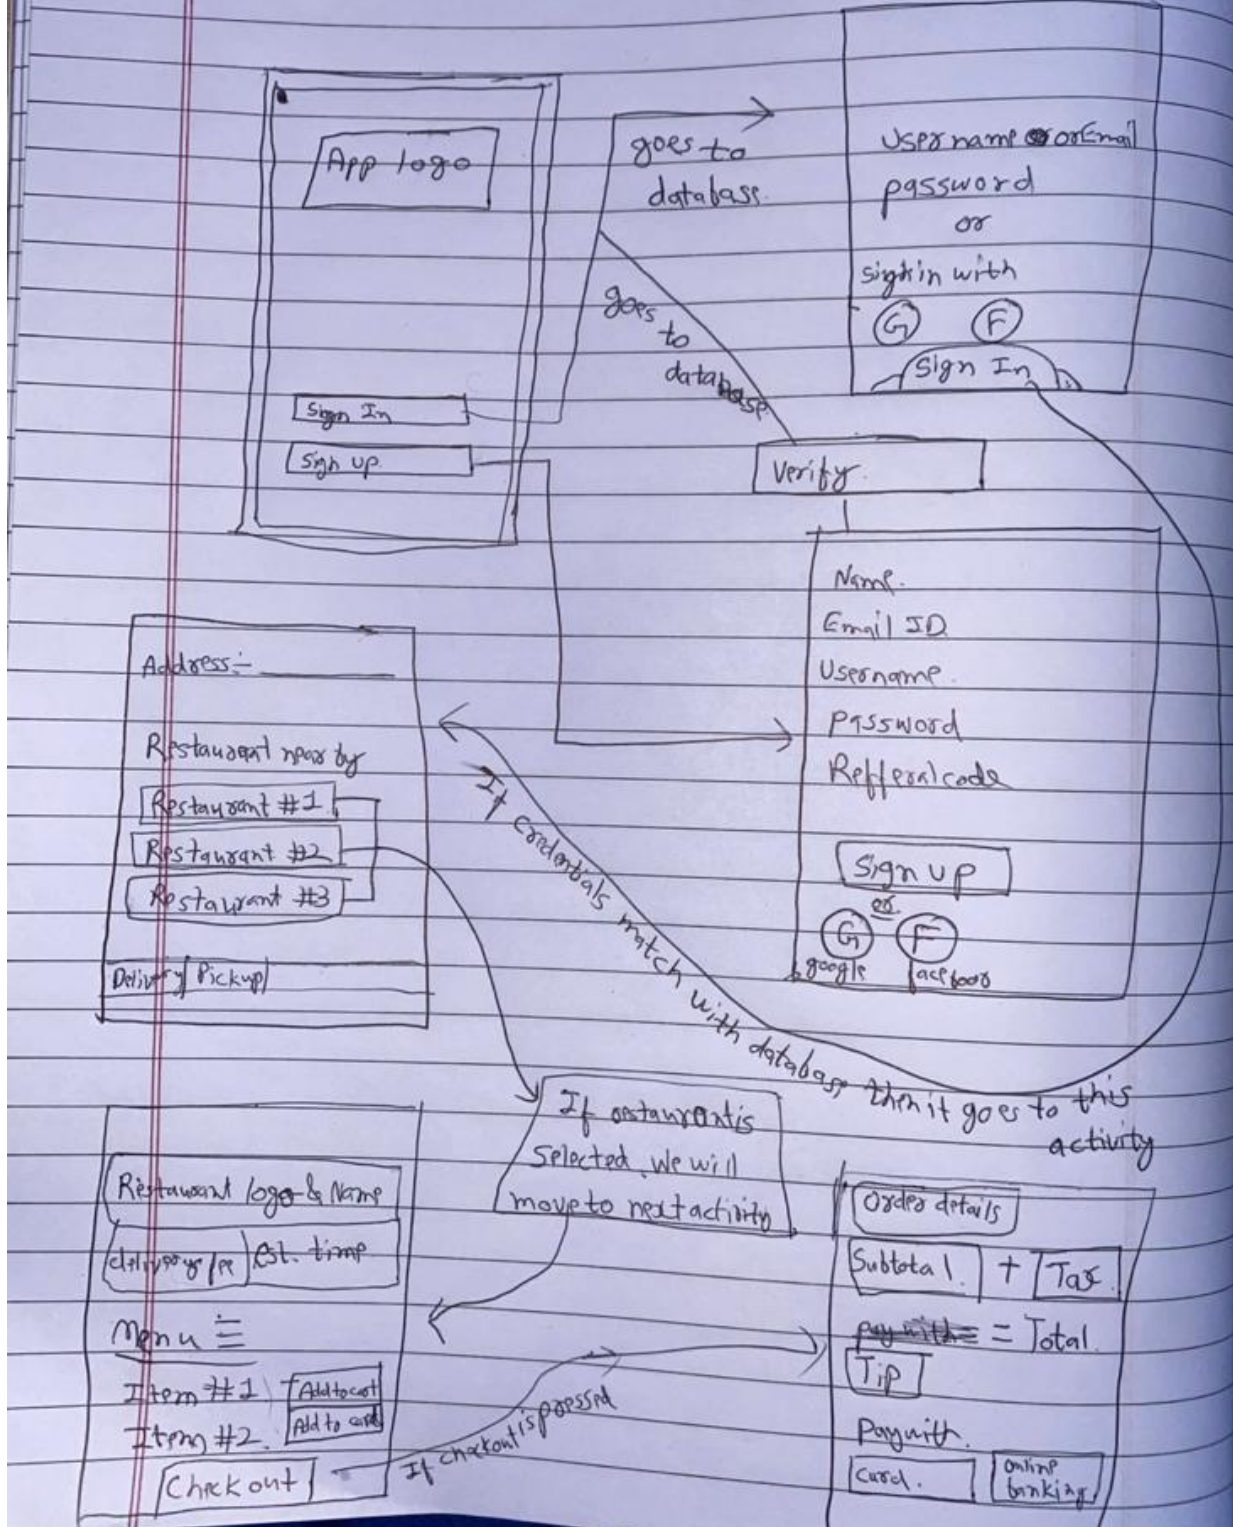 App logo
Sign In
Sign up
goes to
database
goes
to
database
Username or Email
password
or
sign in with
G F
Sign In
Verify.
Name.
Email ID
Username.
password
Refferal code
Sign up
or
G F
google facebook
Address:-
Restaurant near by
Restaurant #1
Restaurant #2
Restaurant #3
Delivery Pickup
If credentials match with database, then it goes to this
activity
If restaurant is
Selected, We will
move to next activity
Restaurant logo & Name
delivery est. time
Menu
Item #1 Add to cart
Item #2. Add to cart
Checkout
If checkout is pressed
Order details
Subtotal + Tax
pay with = Total.
Tip
Pay with.
Card. online
banking